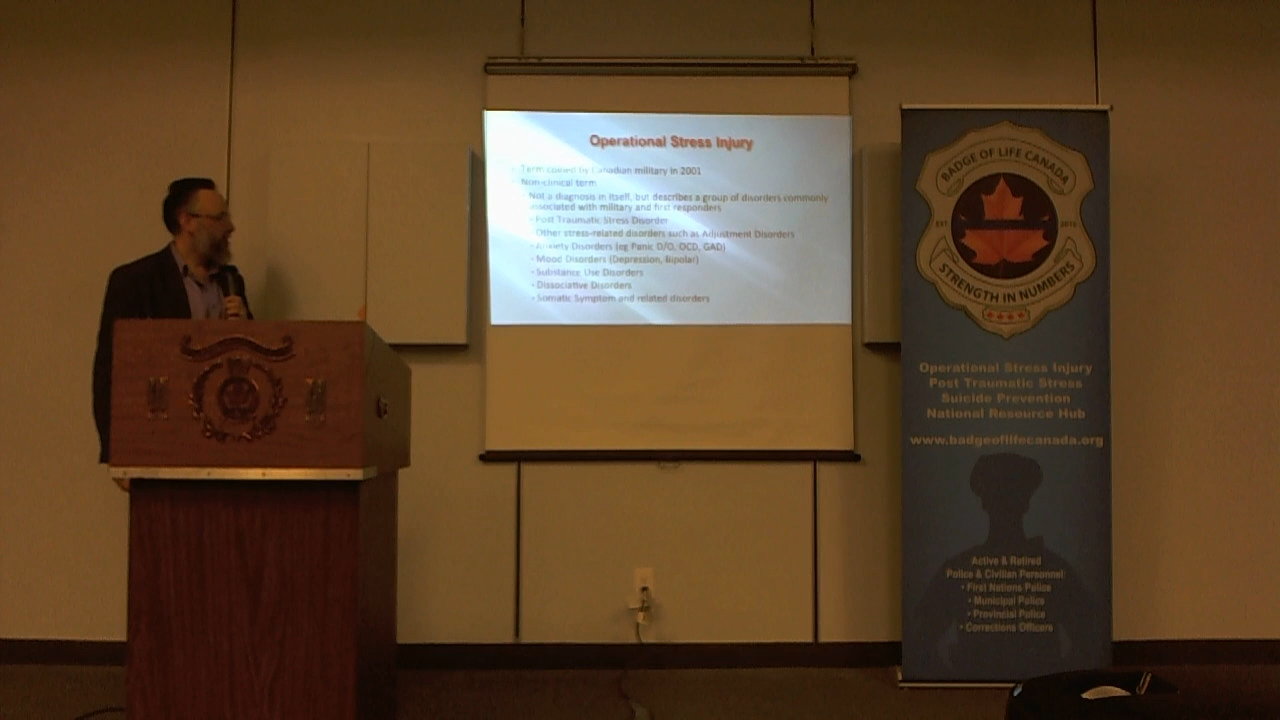 Operational Stress Injury
• Term coined by Canadian military in 2001
• Non-clinical term
Not a diagnosis in itself, but describes a group of disorders commonly
associated with military and first responders
• Post Traumatic Stress Disorder
• Other stress-related disorders such as Adjustment Disorders
• Anxiety Disorders (eg Panic D/O, OCD, GAD)
• Mood Disorders (Depression, Bipolar)
• Substance Use Disorders
• Dissociative Disorders
• Somatic Symptom and related disorders
BADGE OF LIFE CANADA
EST
STRENGTH IN NUMBERS
Operational Stress Injury
Post Traumatic Stress
Suicide Prevention
National Resource Hub
www.badgeoflifecanada.org
Active & Retired
Police & Civilian Personnel
• First Nations Police
• Municipal Police
• Provincial Police
• Corrections Officers